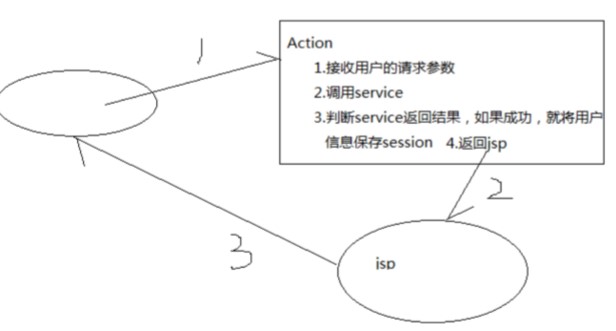 1
Action
1.接收用户的请求参数
2.调用service
3.判断service返回结果，如果成功，就将用户
信息保存session 4.返回jsp
2
3
jsp